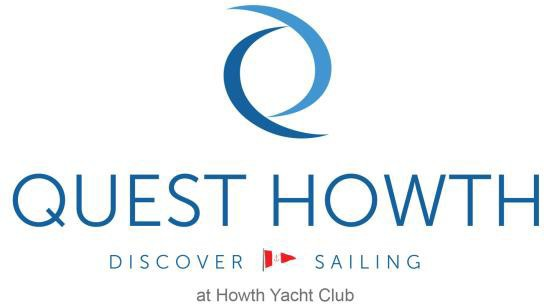 QUEST HOWTH
DISCOVER SAILING
at Howth Yacht Club